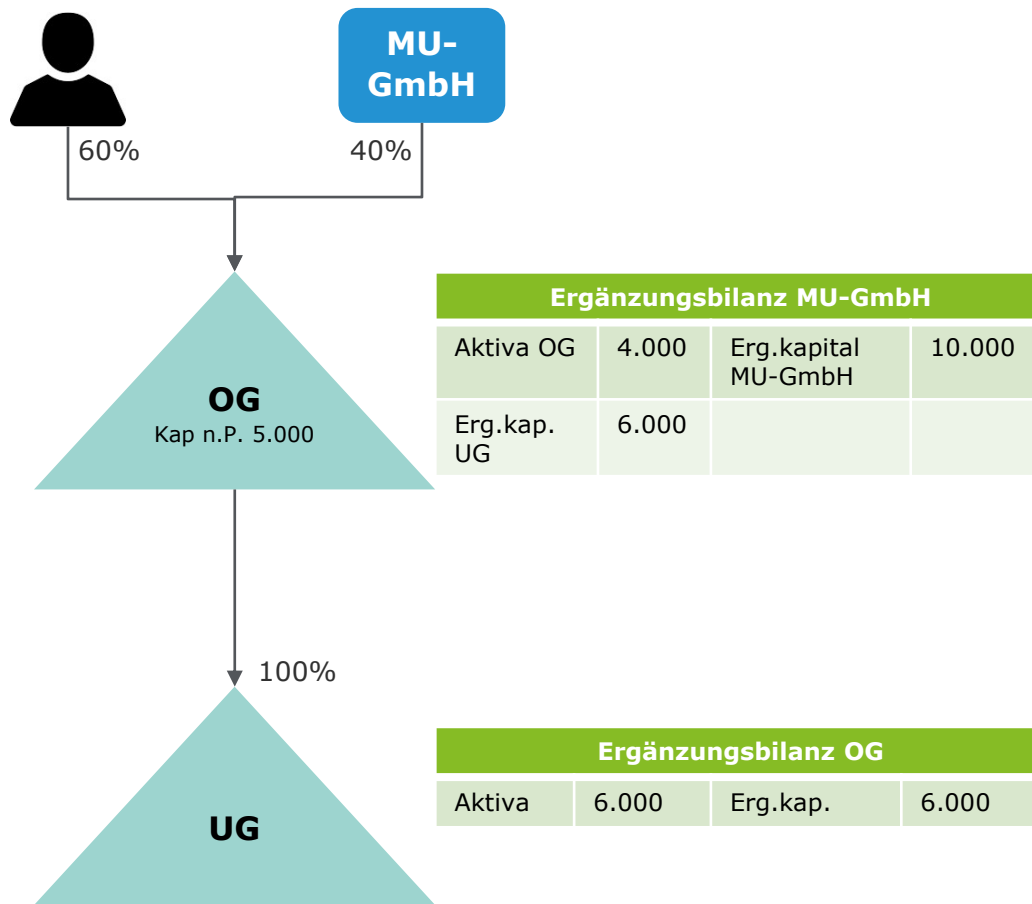 MU-
GmbH
60%
40%
OG
Kap n.P. 5.000
Ergänzungsbilanz MU-GmbH
Aktiva OG 4.000 Erg.kapital 10.000
MU-GmbH
Erg.kap. 6.000
UG
100%
UG
Ergänzungsbilanz OG
Aktiva 6.000 Erg.kap. 6.000